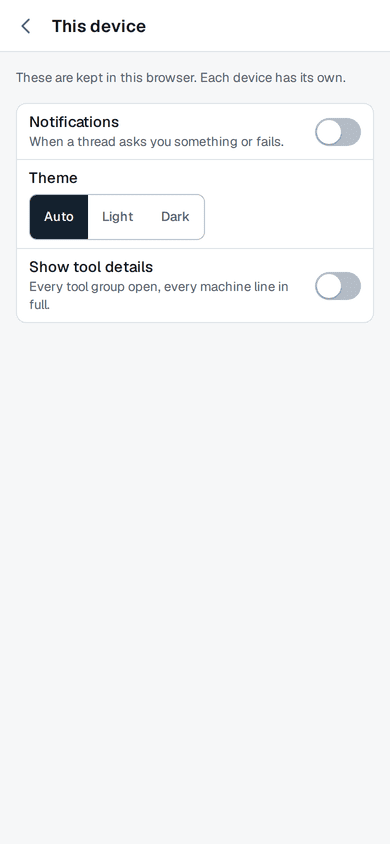 This device
These are kept in this browser. Each device has its own.
Notifications
When a thread asks you something or fails.
Theme
Auto Light Dark
Show tool details
Every tool group open, every machine line in
full.